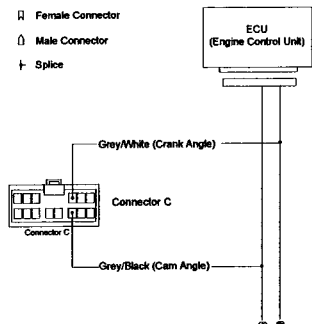 Female Connector
Male Connector
Splice
ECU
(Engine Control Unit)
Grey/White (Crank Angle)
Connector C
Connector C
Grey/Black (Cam Angle)